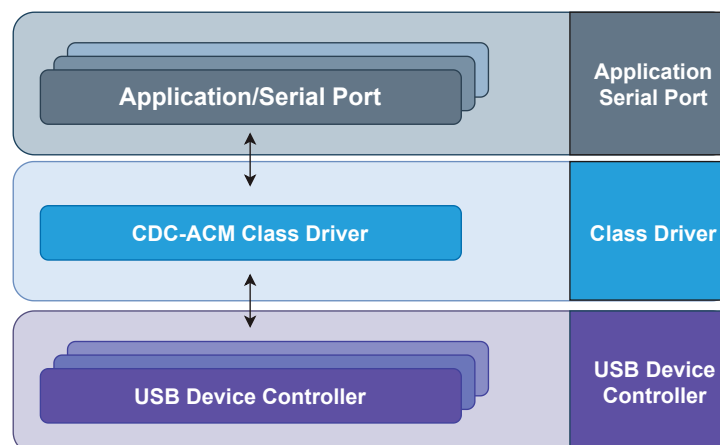 Application/Serial Port
Application
Serial Port
CDC-ACM Class Driver
Class Driver
USB Device Controller
USB Device
Controller